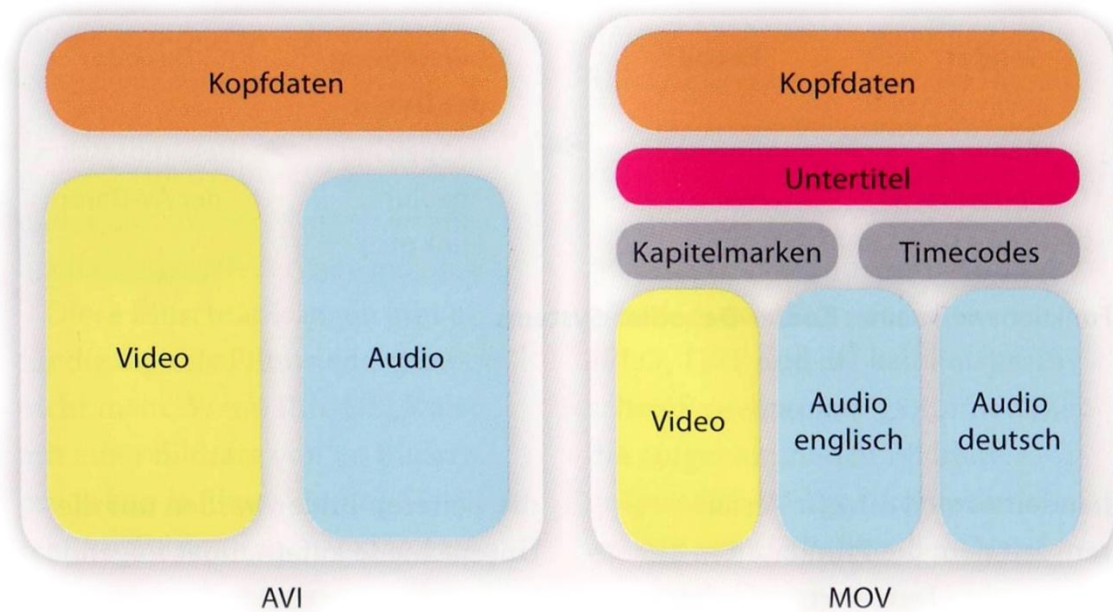 Kopfdaten
Video
Audio
AVI
Kopfdaten
Untertitel
Kapitelmarken
Timecodes
Video
Audio
englisch
Audio
deutsch
MOV